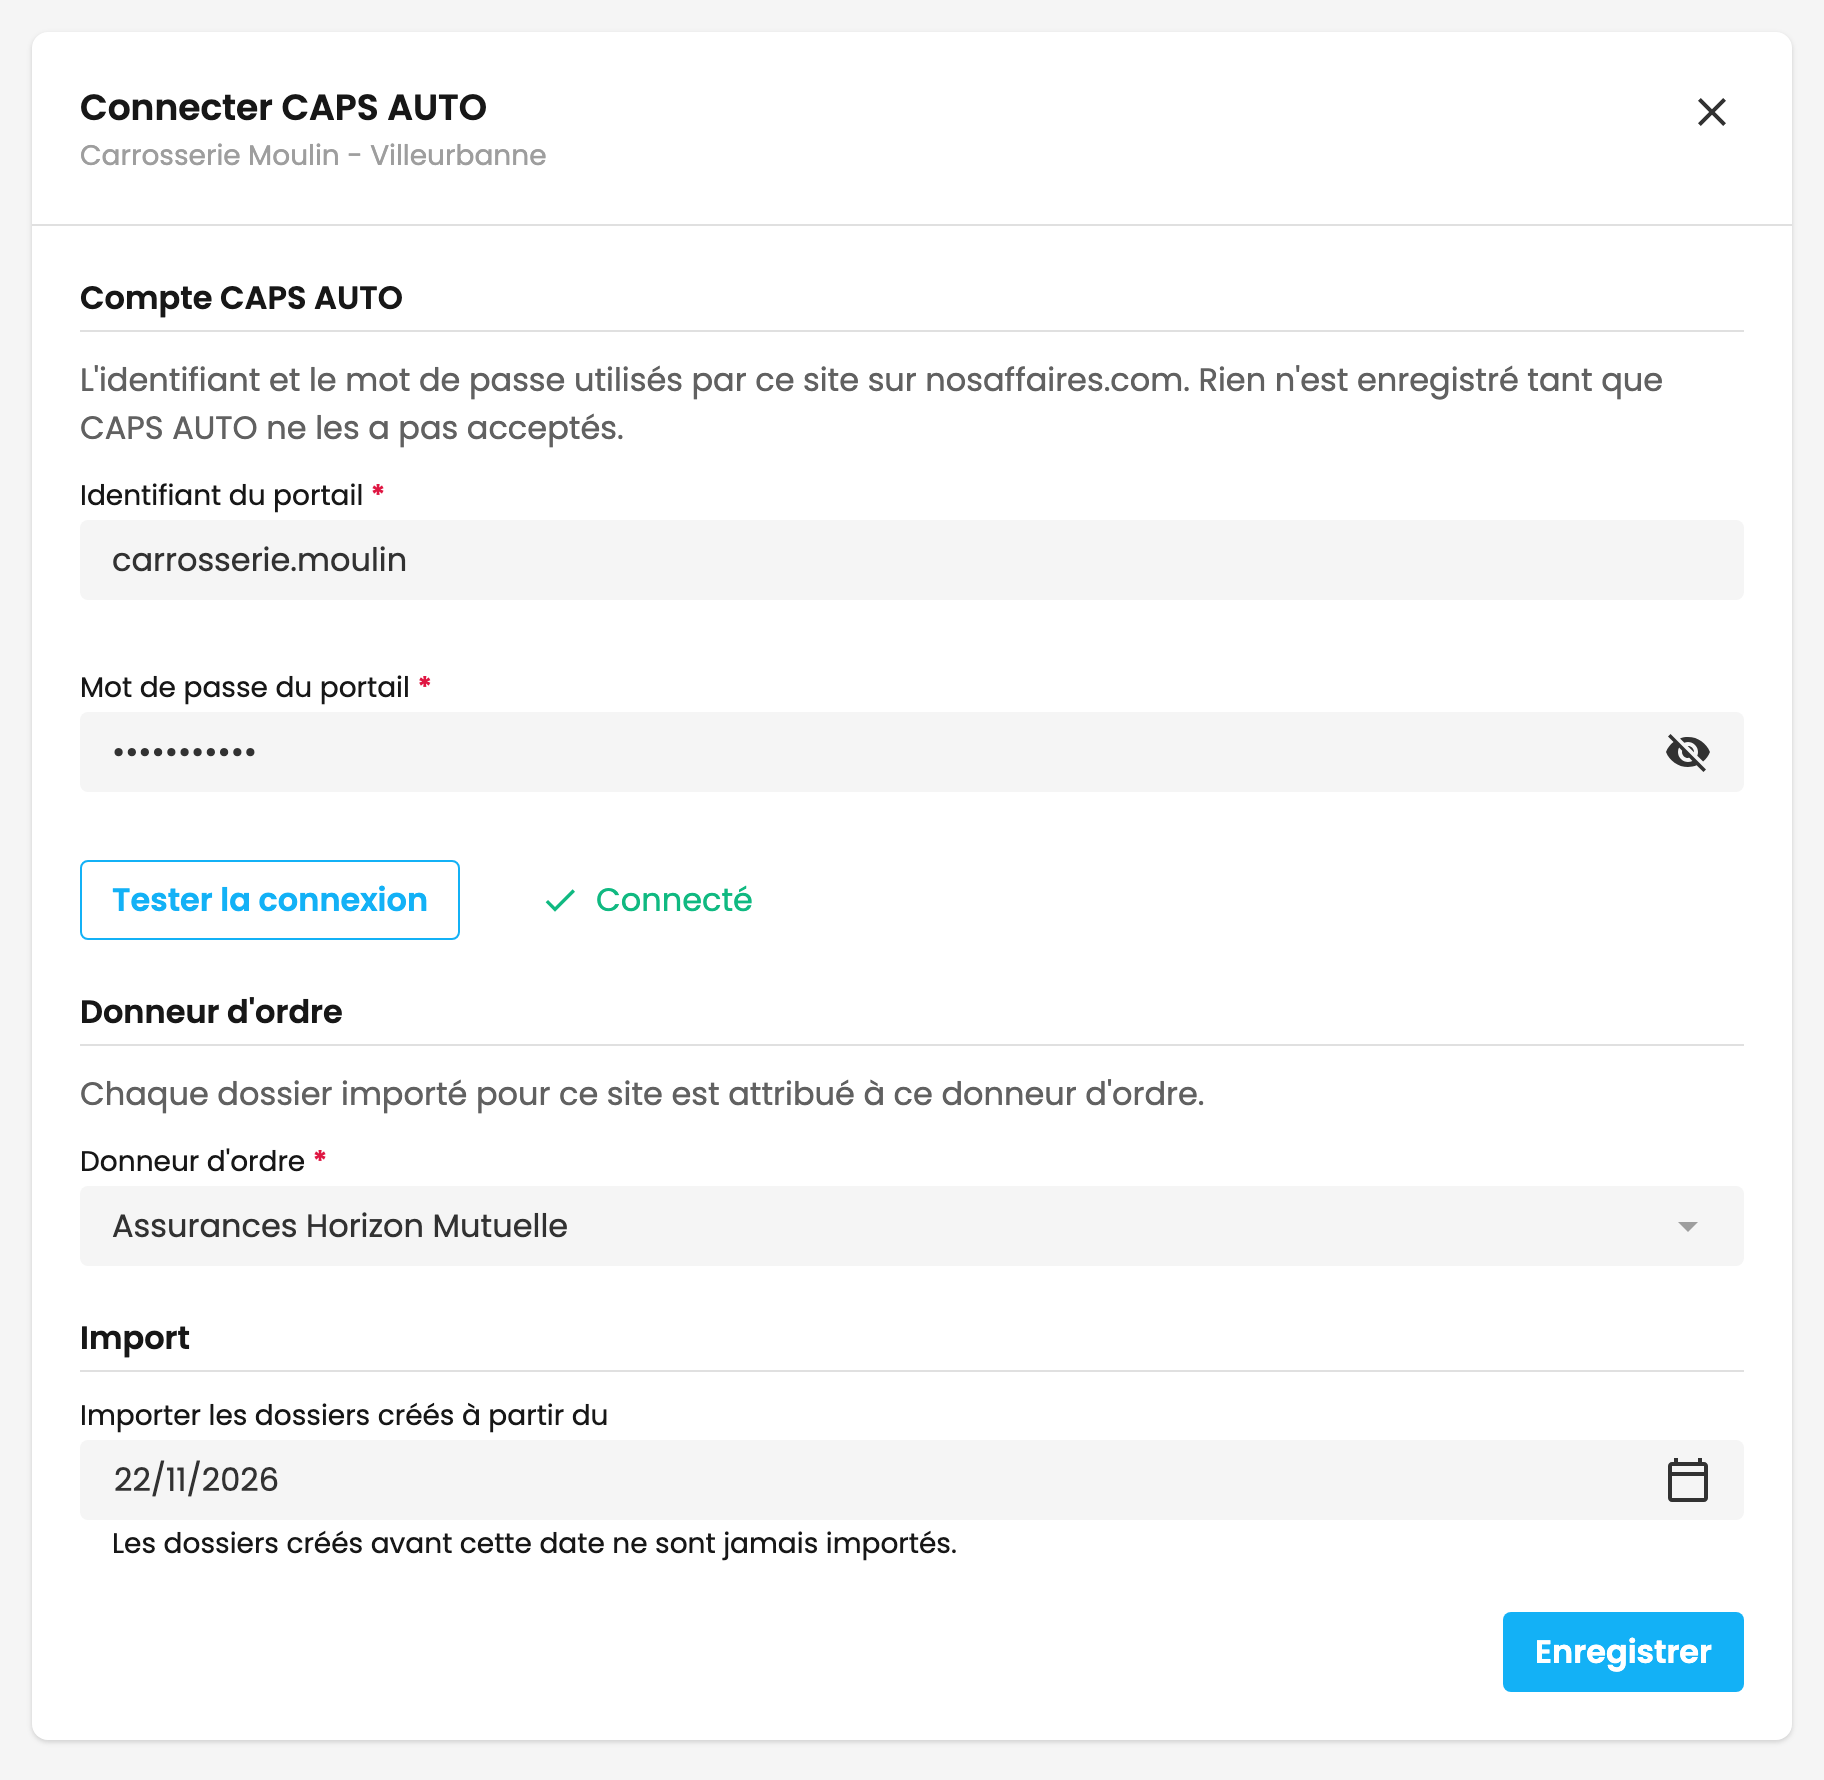 Connecter CAPS AUTO
Carrosserie Moulin - Villeurbanne
Compte CAPS AUTO
L'identifiant et le mot de passe utilisés par ce site sur nosaffaires.com. Rien n'est enregistré tant que
CAPS AUTO ne les a pas acceptés.
Identifiant du portail *
carrosserie.moulin
Mot de passe du portail *
•••••••••••
Tester la connexion
Connecté
Donneur d'ordre
Chaque dossier importé pour ce site est attribué à ce donneur d'ordre.
Donneur d'ordre *
Assurances Horizon Mutuelle
Import
Importer les dossiers créés à partir du
22/11/2026
Les dossiers créés avant cette date ne sont jamais importés.
Enregistrer